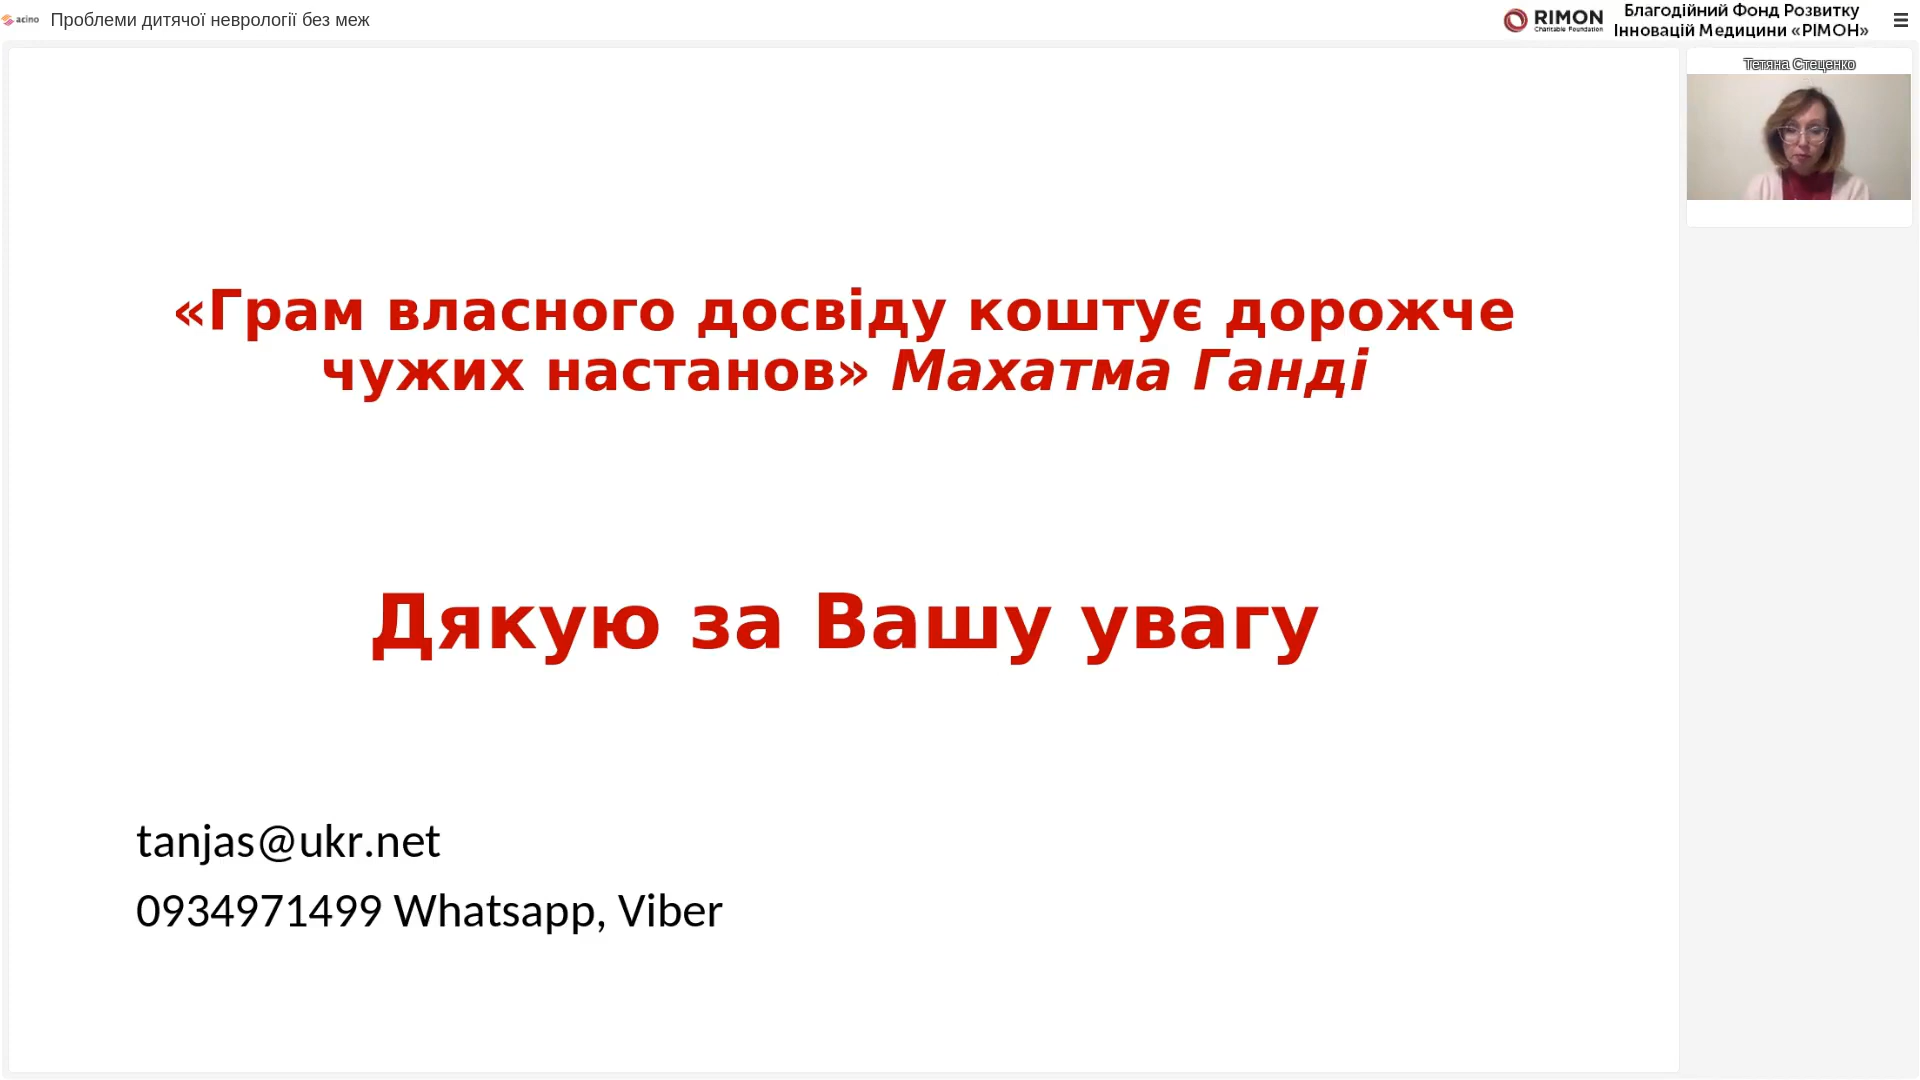 acino
Проблеми дитячої неврології без меж
RIMON
Charitable Foundation
Благодійний Фонд Розвитку
Інновацій Медицини «РІМОН»
Тетяна Стеценко
«Грам власного досвіду коштує дорожче
чужих настанов» Махатма Ганді
Дякую за Вашу увагу
tanjas@ukr.net
0934971499 Whatsapp, Viber